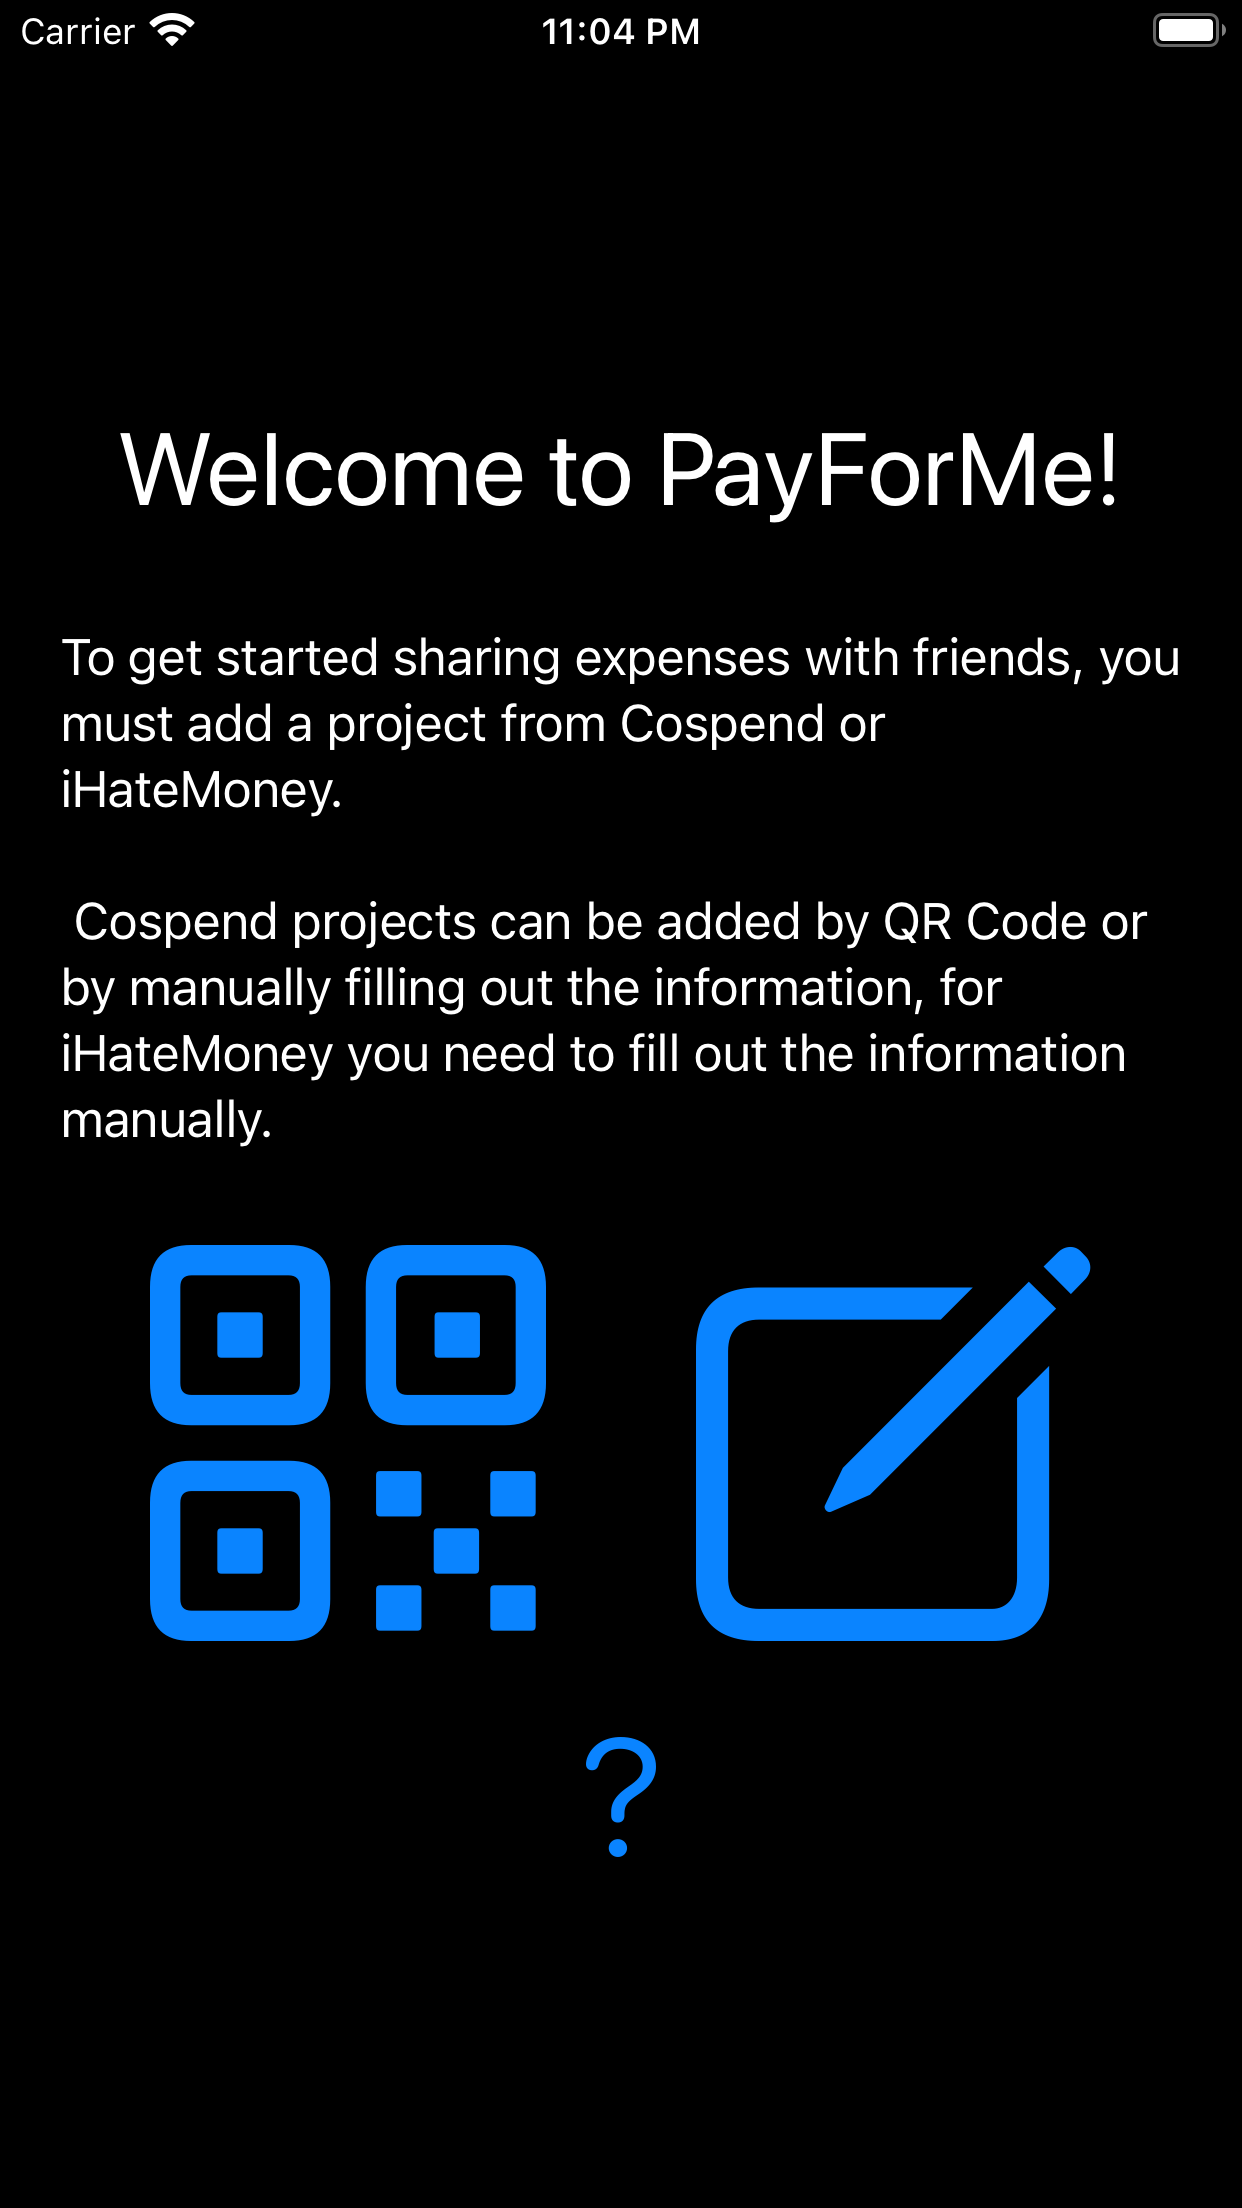 Carrier 11:04 PM
Welcome to PayForMe!
To get started sharing expenses with friends, you
must add a project from Cospend or
iHateMoney.
Cospend projects can be added by QR Code or
by manually filling out the information, for
iHateMoney you need to fill out the information
manually.
?